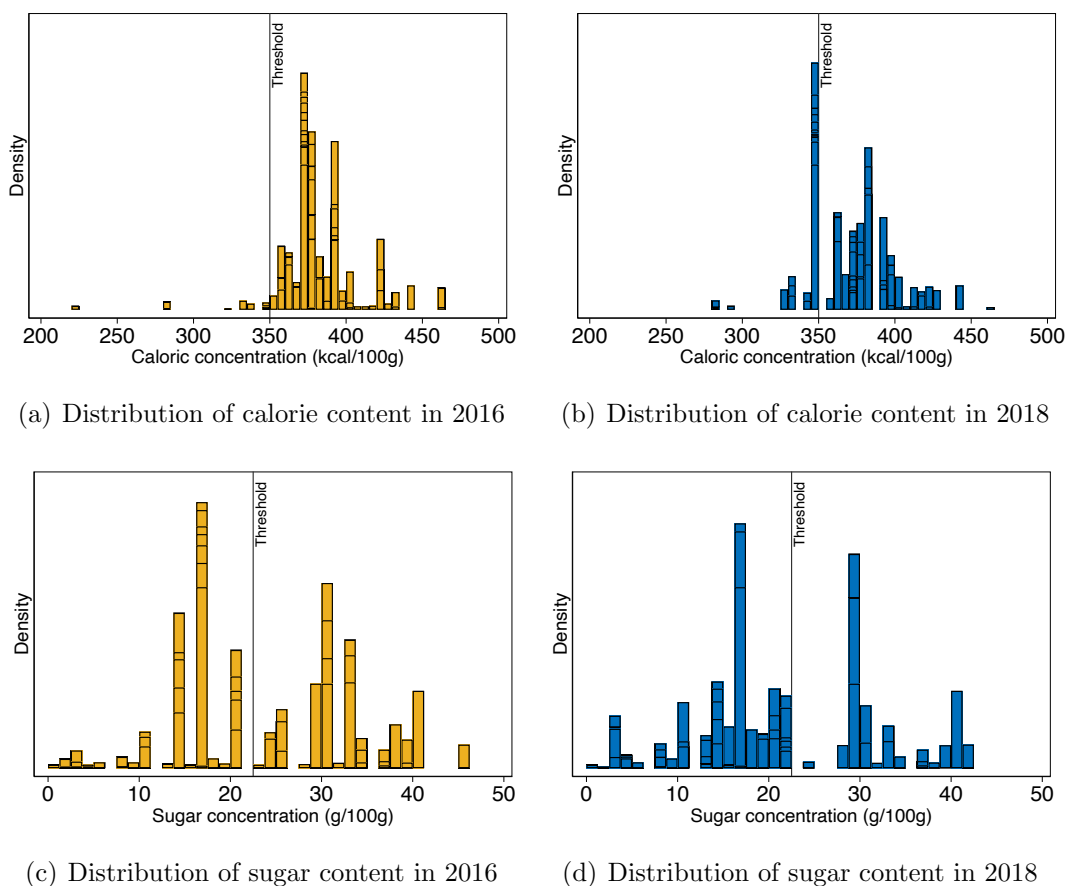 Density
Threshold
200 250 300 350 400 450 500
Caloric concentration (kcal/100g)
(a) Distribution of calorie content in 2016
Density
Threshold
200 250 300 350 400 450 500
Caloric concentration (kcal/100g)
(b) Distribution of calorie content in 2018
Density
Threshold
0 10 20 30 40 50
Sugar concentration (g/100g)
(c) Distribution of sugar content in 2016
Density
Threshold
0 10 20 30 40 50
Sugar concentration (g/100g)
(d) Distribution of sugar content in 2018